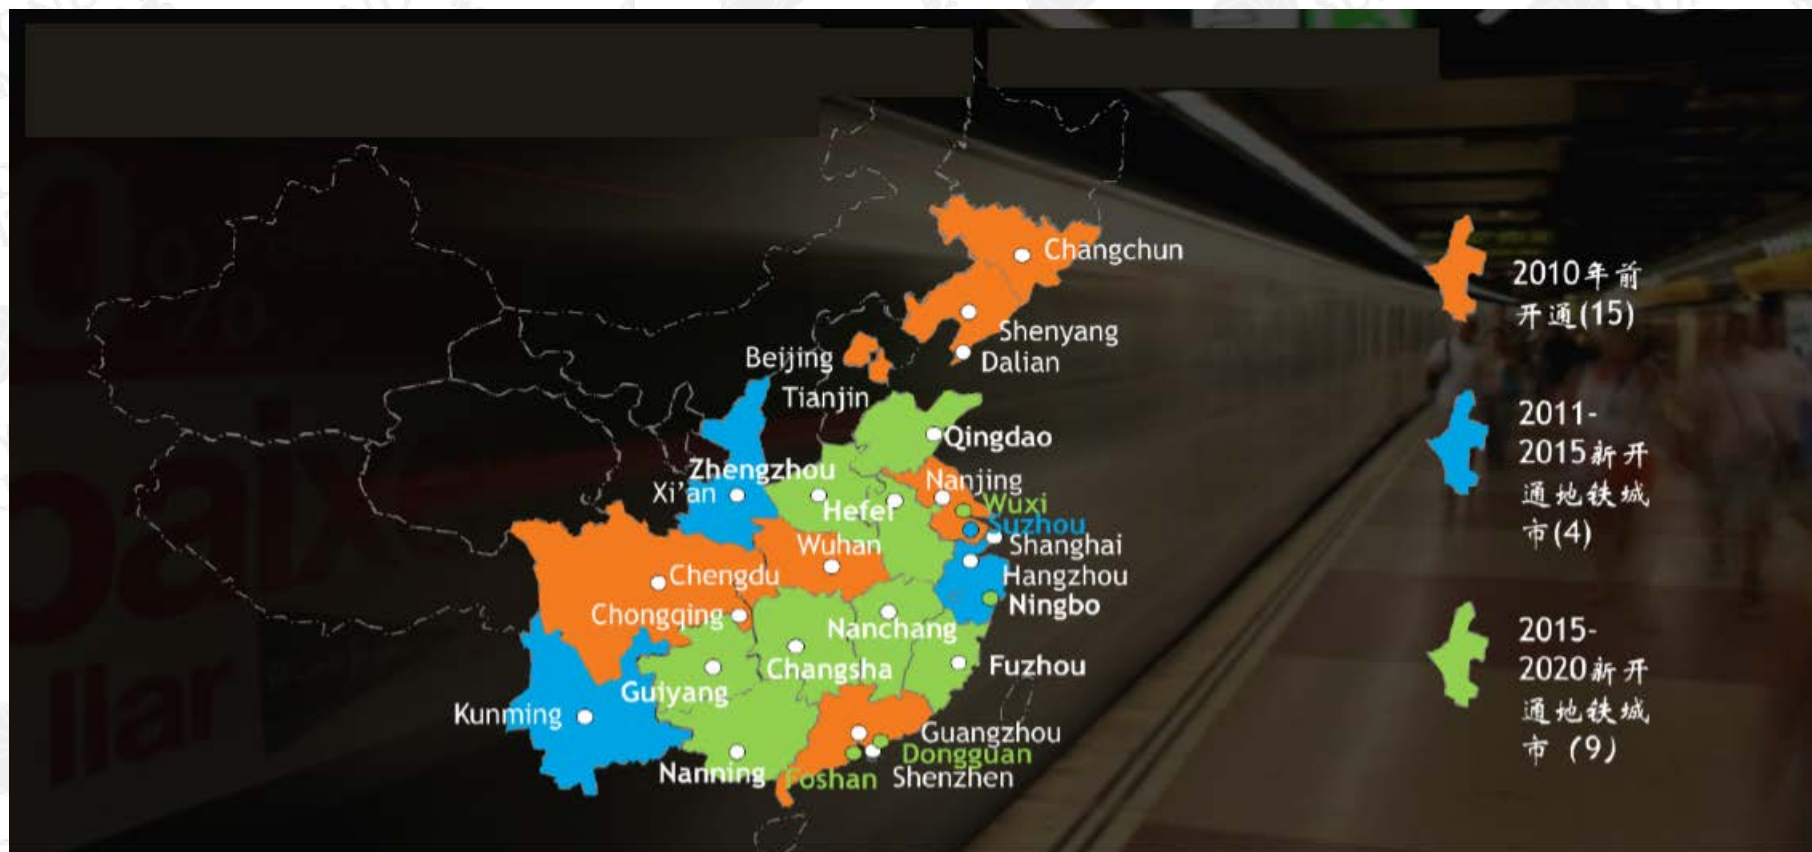 Changchun
Shenyang
Beijing
Dalian
Tianjin
Qingdao
Zhengzhou
Nanjing
Xi'an
Wuxi
Hefei
Suzhou
Wuhan
Shanghai
Chengdu
Hangzhou
Ningbo
Chongqing
Nanchang
Changsha
Fuzhou
Guiyang
Kunming
Guangzhou
Dongguan
Nanning
Foshan
Shenzhen
2010年前
开通(15)
2011-
2015新开
通地铁城
市(4)
2015-
2020新开
通地铁城
市（9）
llar